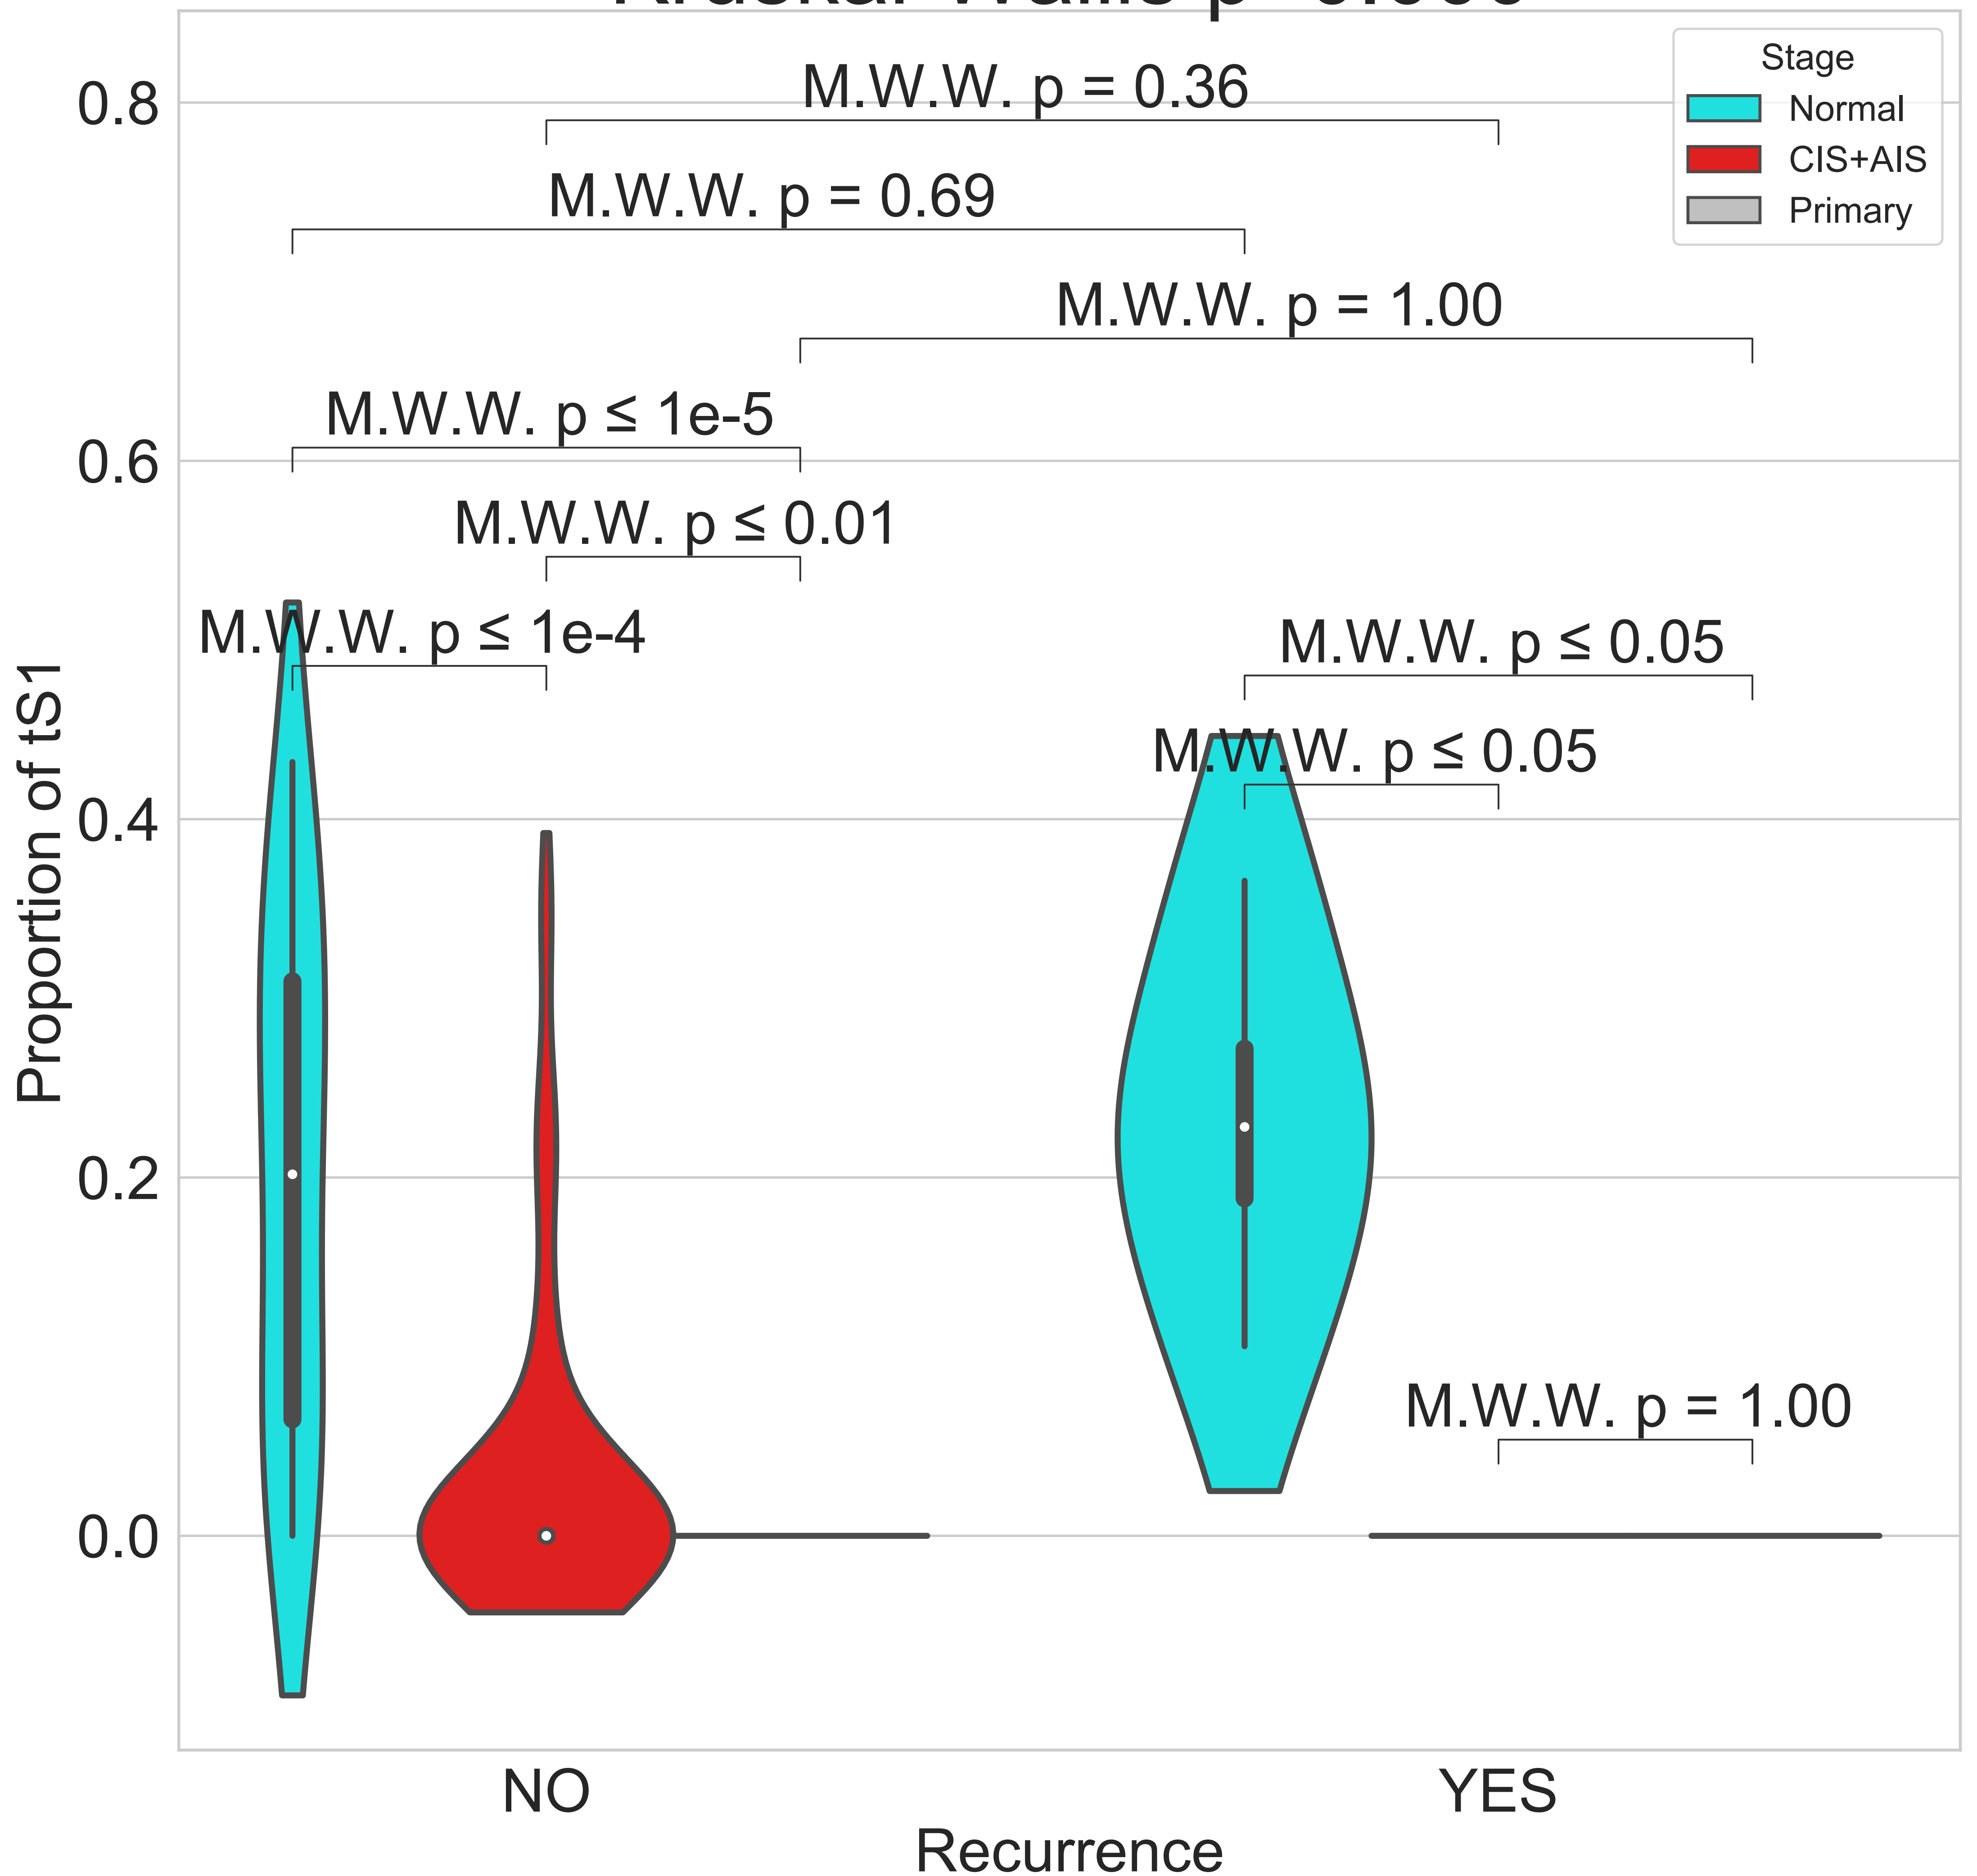 Stage
Normal
CIS+AIS
Primary
M.W.W. p = 0.36
M.W.W. p = 0.69
M.W.W. p = 1.00
M.W.W. p ≤ 1e-5
M.W.W. p ≤ 0.01
M.W.W. p ≤ 1e-4
M.W.W. p ≤ 0.05
M.W.W. p ≤ 0.05
M.W.W. p = 1.00
0.8
0.6
0.4
0.2
0.0
Proportion of tS1
NO
YES
Recurrence